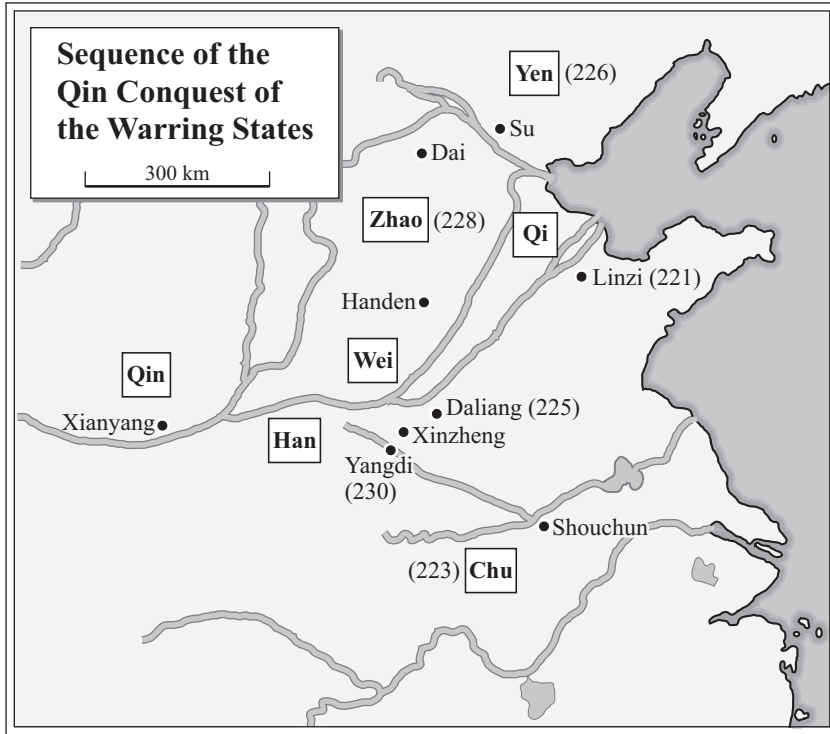 Sequence of the
Qin Conquest of
the Warring States
300 km
Yen (226)
Su
Dai
Zhao (228)
Qi
Linzi (221)
Handen
Wei
Qin
Xianyang
Daliang (225)
Xinzheng
Han
Yangdi
(230)
Shouchun
(223) Chu